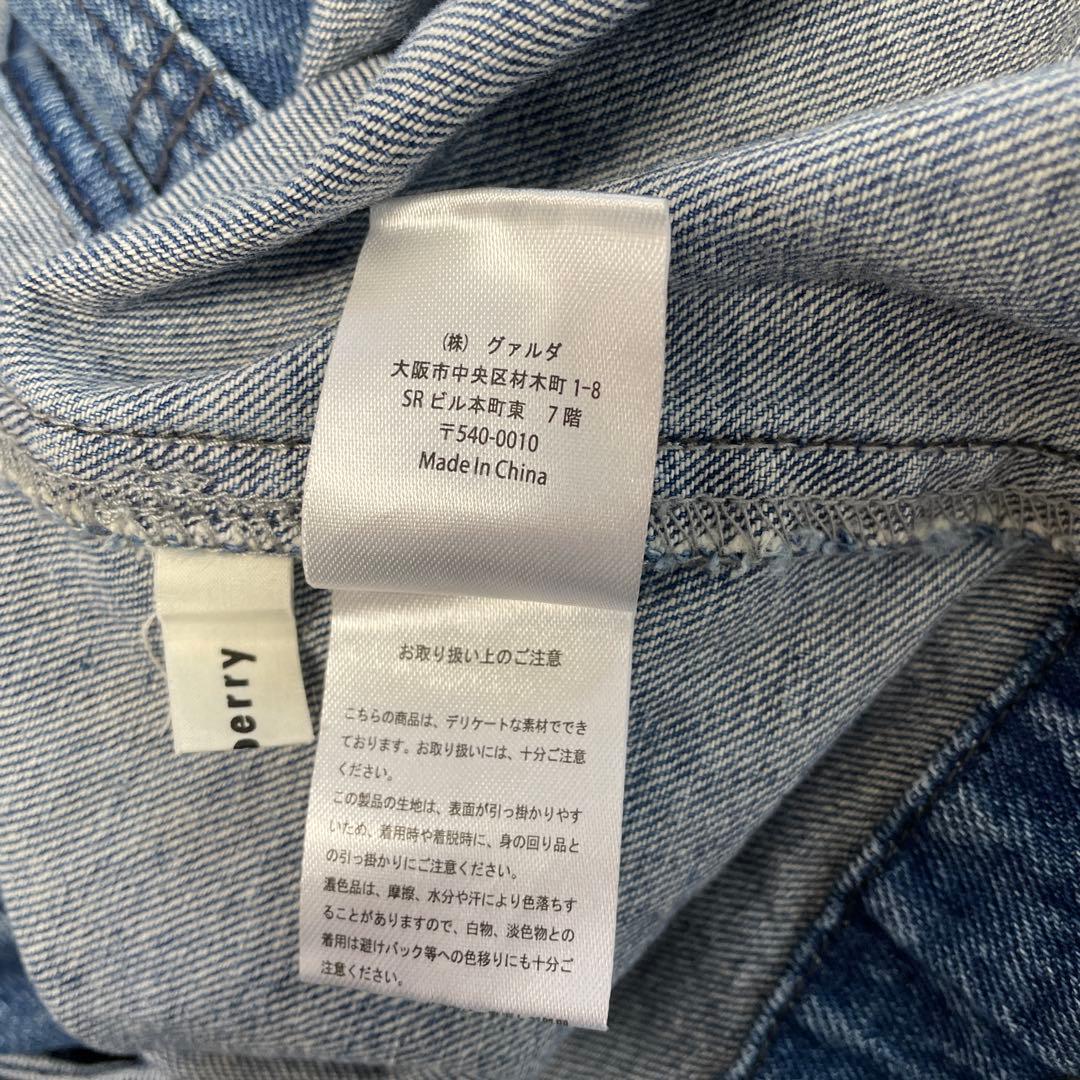 (株) グァルダ
大阪市中央区材木町 1-8
SR ビル本町東 7 階
〒540-0010
Made In China
お取り扱い上のご注意
こちらの商品は、デリケートな素材ででき
ております。お取り扱いには、十分ご注意
ください。
この製品の生地は、表面が引っ掛かりやす
いため、着用時や着脱時に、身の回り品と
の引っ掛かりにご注意ください。
濃色品は、摩擦、水分や汗により色落ちす
ることがありますので、白物、淡色物との
着用は避けバック等への色移りにも十分ご
注意ください。
berry